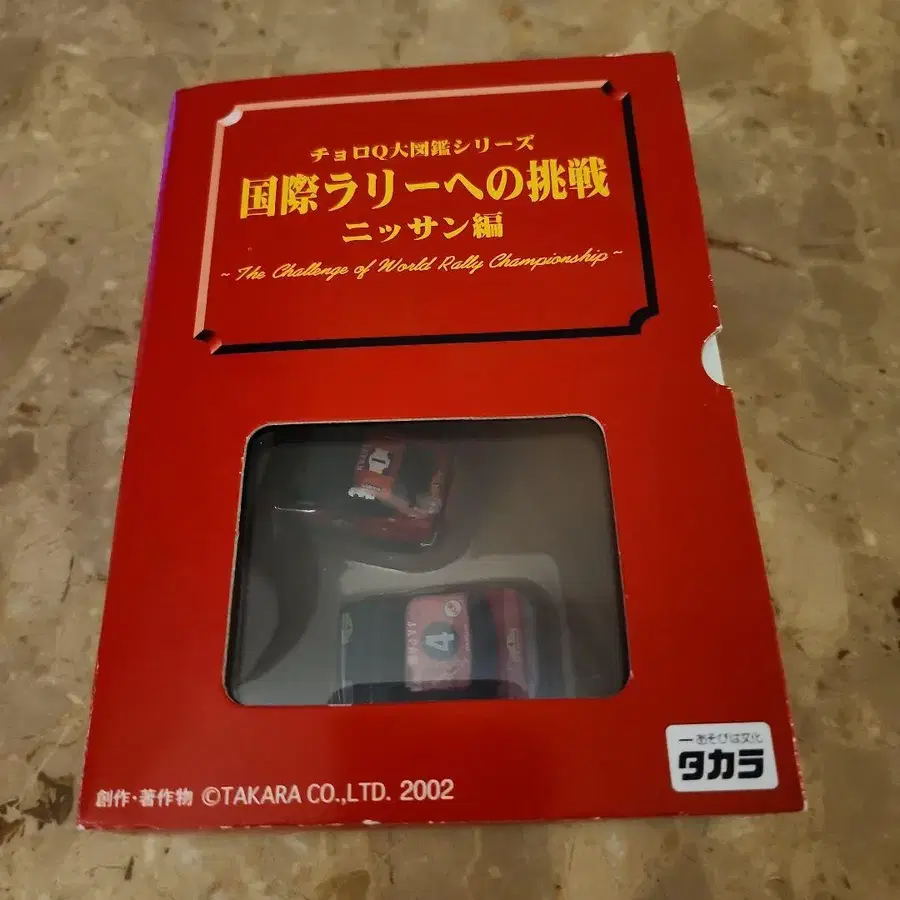 チョロQ大図鑑シリーズ
国際ラリーへの挑戦
ニッサン編
~ The Challenge of World Rally Championship ~
1
JAPAN
4
あそびは文化
タカラ
創作・著作物 ©TAKARA CO.,LTD. 2002